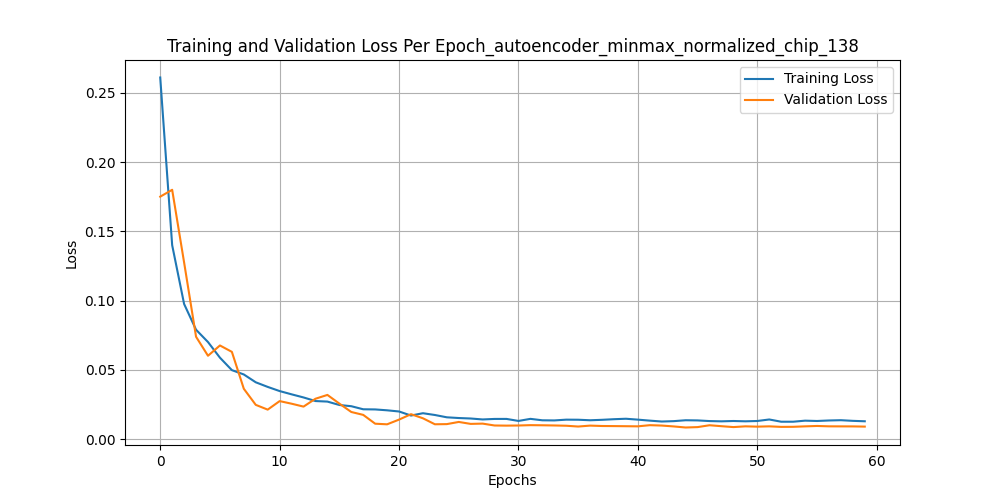 Training and Validation Loss Per Epoch_autoencoder_minmax_normalized_chip_138
Training Loss
Validation Loss
Loss
0.25
0.20
0.15
0.10
0.05
0.00
0 10 20 30 40 50 60
Epochs